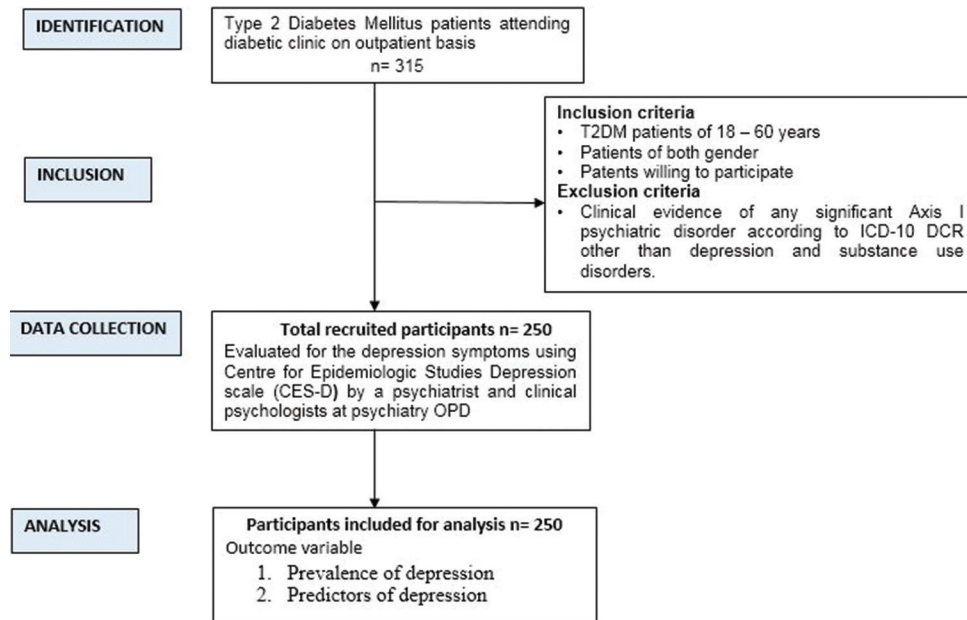 IDENTIFICATION
Type 2 Diabetes Mellitus patients attending
diabetic clinic on outpatient basis
n= 315
Inclusion criteria
• T2DM patients of 18 – 60 years
• Patients of both gender
• Patents willing to participate
Exclusion criteria
• Clinical evidence of any significant Axis I
psychiatric disorder according to ICD-10 DCR
other than depression and substance use
disorders.
INCLUSION
DATA COLLECTION
Total recruited participants n= 250
Evaluated for the depression symptoms using
Centre for Epidemiologic Studies Depression
scale (CES-D) by a psychiatrist and clinical
psychologists at psychiatry OPD
ANALYSIS
Participants included for analysis n= 250
Outcome variable
1. Prevalence of depression
2. Predictors of depression